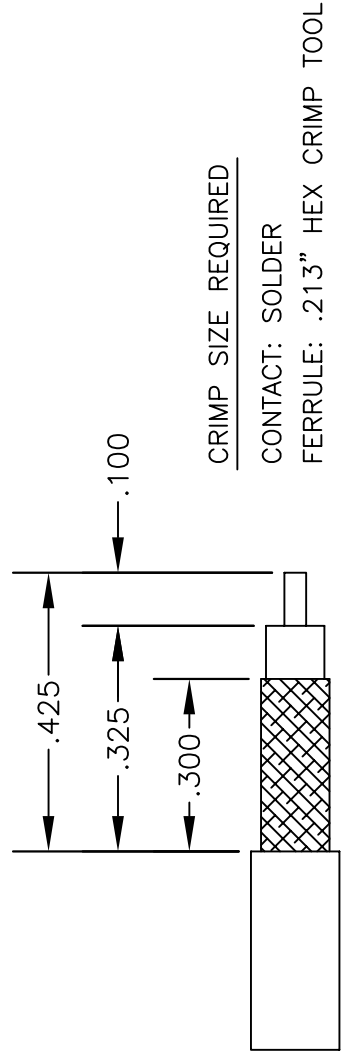 .425
.100
.325
.300
CRIMP SIZE REQUIRED
CONTACT: SOLDER
FERRULE: .213" HEX CRIMP TOOL